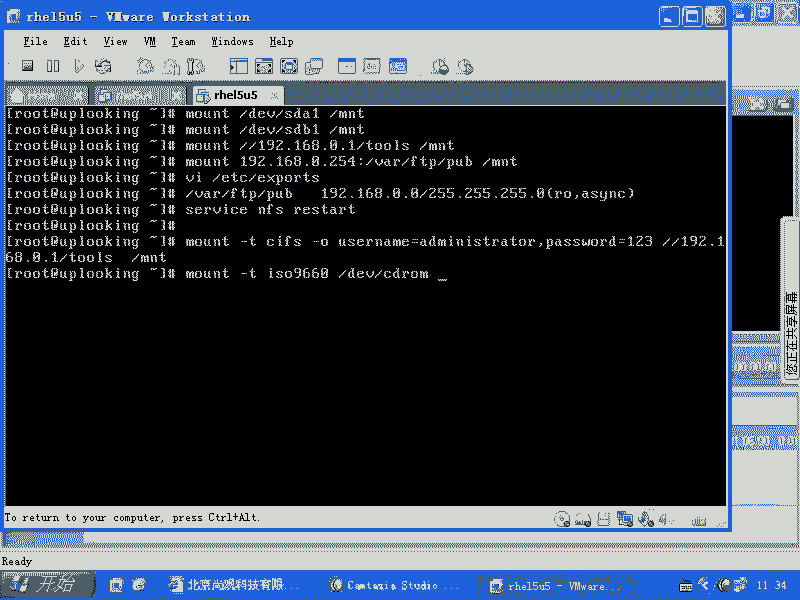 rhel5u5 - VMware Workstation
File Edit View VM Team Windows Help
rhel5u5
[root@uplooking ~]# mount /dev/sda1 /mnt
[root@uplooking ~]# mount /dev/sdb1 /mnt
[root@uplooking ~]# mount //192.168.0.1/tools /mnt
[root@uplooking ~]# mount 192.168.0.254:/var/ftp/pub /mnt
[root@uplooking ~]# vi /etc/exports
[root@uplooking ~]# /var/ftp/pub   192.168.0.0/255.255.255.0(ro,async)
[root@uplooking ~]# service nfs restart
[root@uplooking ~]#
[root@uplooking ~]# mount -t cifs -o username=administrator,password=123 //192.1
68.0.1/tools  /mnt
[root@uplooking ~]# mount -t iso9660 /dev/cdrom _
To return to your computer, press Ctrl+Alt.
您正在共享屏幕
Ready
开始 北京尚观科技有限... Camtasia Studio ... rhel5u5 - VMware... 11:34